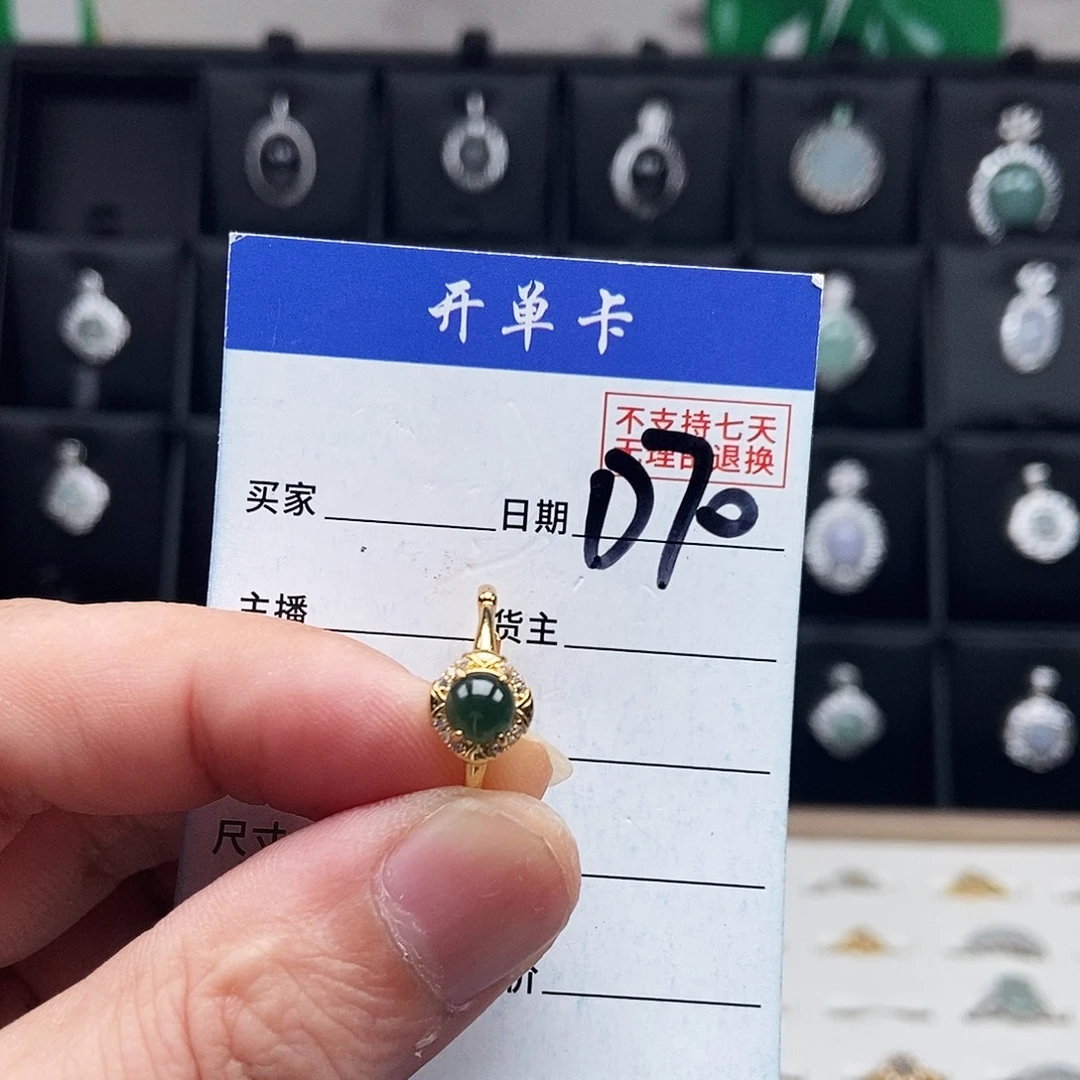 开单卡
不支持七天
无理由退换
买家 日期 D70
主播 货主
尺寸
价